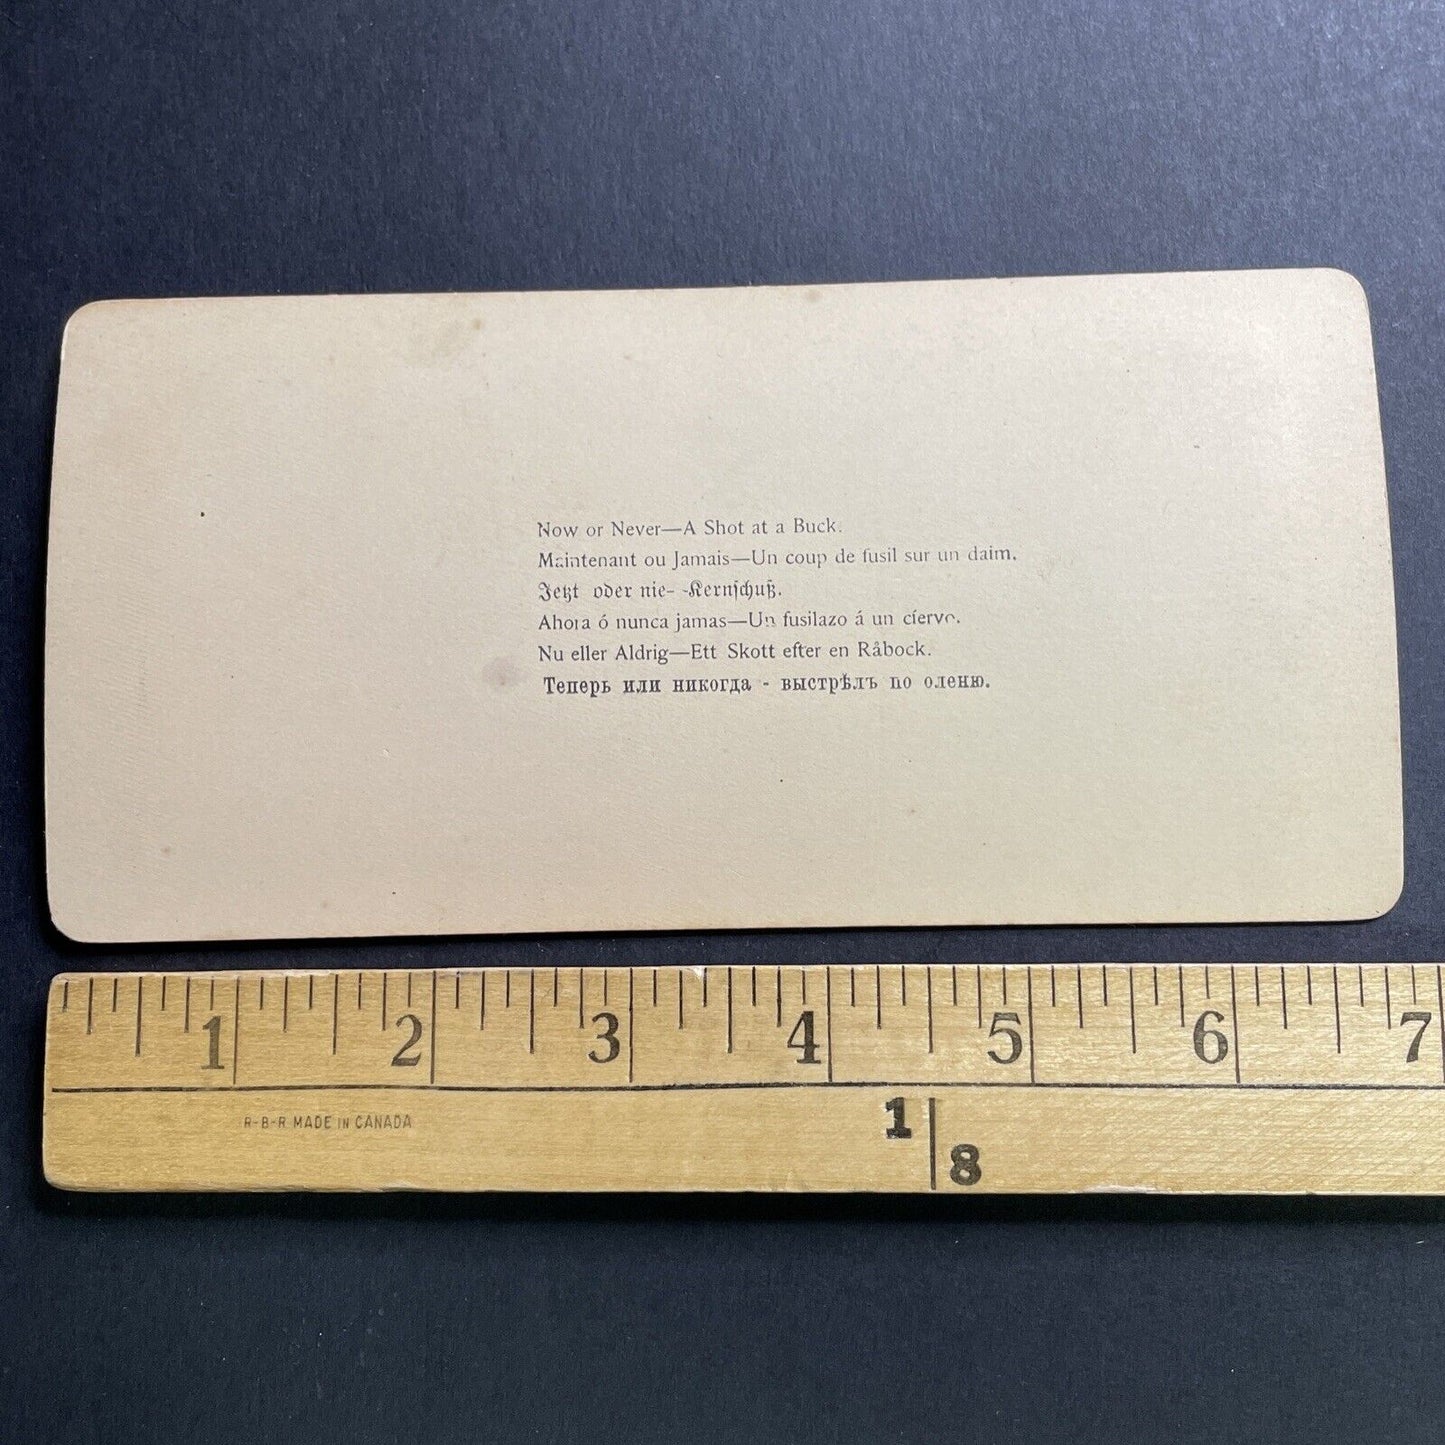 Now or Never—A Shot at a Buck.
Maintenant ou Jamais—Un coup de fusil sur un daim.
Jetzt oder nie- -Kernschuß.
Ahora ó nunca jamas—Un fusilazo á un cíervo.
Nu eller Aldrig—Ett Skott efter en Råbock.
Теперь или никогда - выстрѣлъ по оленю.
1 2 3 4 5 6 7
R-B-R MADE IN CANADA
1
8